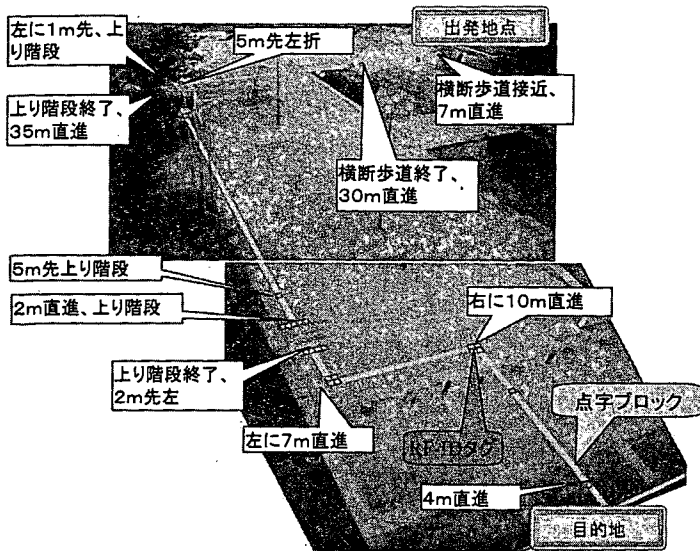 出発地点
左に1m先、上
り階段
5m先左折
横断歩道接近、
7m直進
上り階段終了、
35m直進
横断歩道終了、
30m直進
5m先上り階段
2m直進、上り階段
右に10m直進
上り階段終了、
2m先左
点字ブロック
左に7m直進
RF-IDタグ
4m直進
目的地